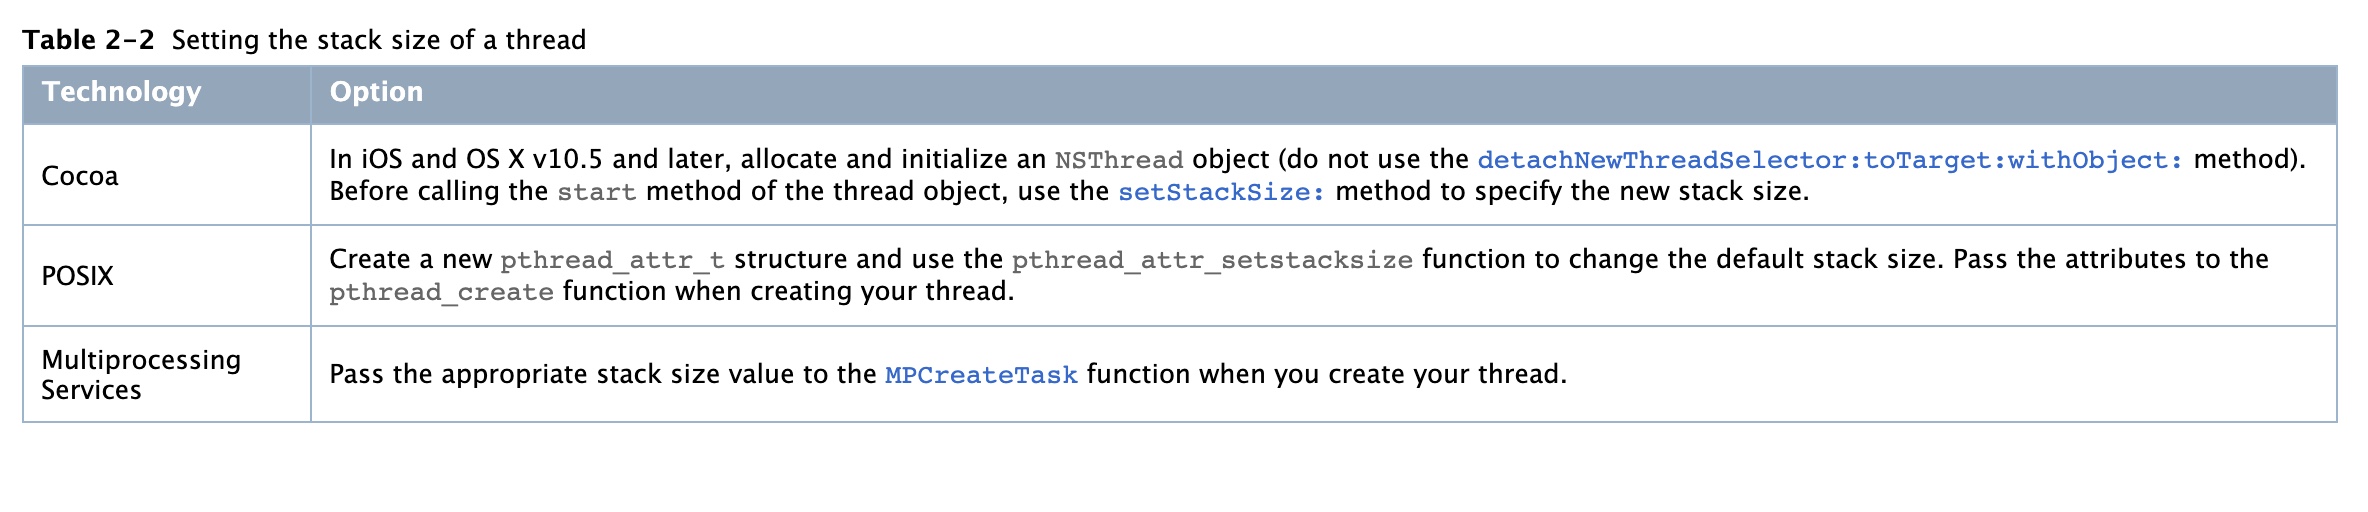 Table 2-2 Setting the stack size of a thread
Technology Option
Cocoa
In iOS and OS X v10.5 and later, allocate and initialize an NSThread object (do not use the detachNewThreadSelector:toTarget:withObject: method).
Before calling the start method of the thread object, use the setStackSize: method to specify the new stack size.
POSIX
Create a new pthread_attr_t structure and use the pthread_attr_setstacksize function to change the default stack size. Pass the attributes to the
pthread_create function when creating your thread.
Multiprocessing
Services
Pass the appropriate stack size value to the MPCreateTask function when you create your thread.